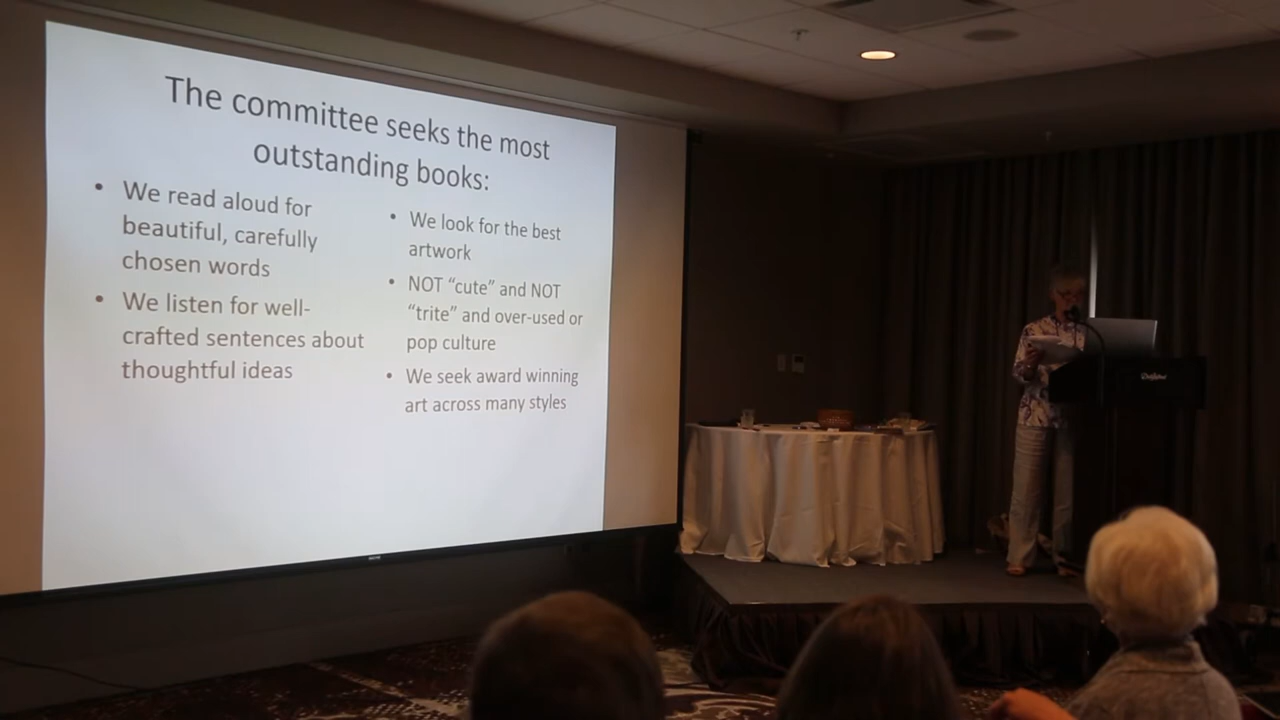 The committee seeks the most
outstanding books:
• We read aloud for
beautiful, carefully
chosen words
• We listen for well-
crafted sentences about
thoughtful ideas
• We look for the best
artwork
• NOT “cute” and NOT
“trite” and over-used or
pop culture
• We seek award winning
art across many styles